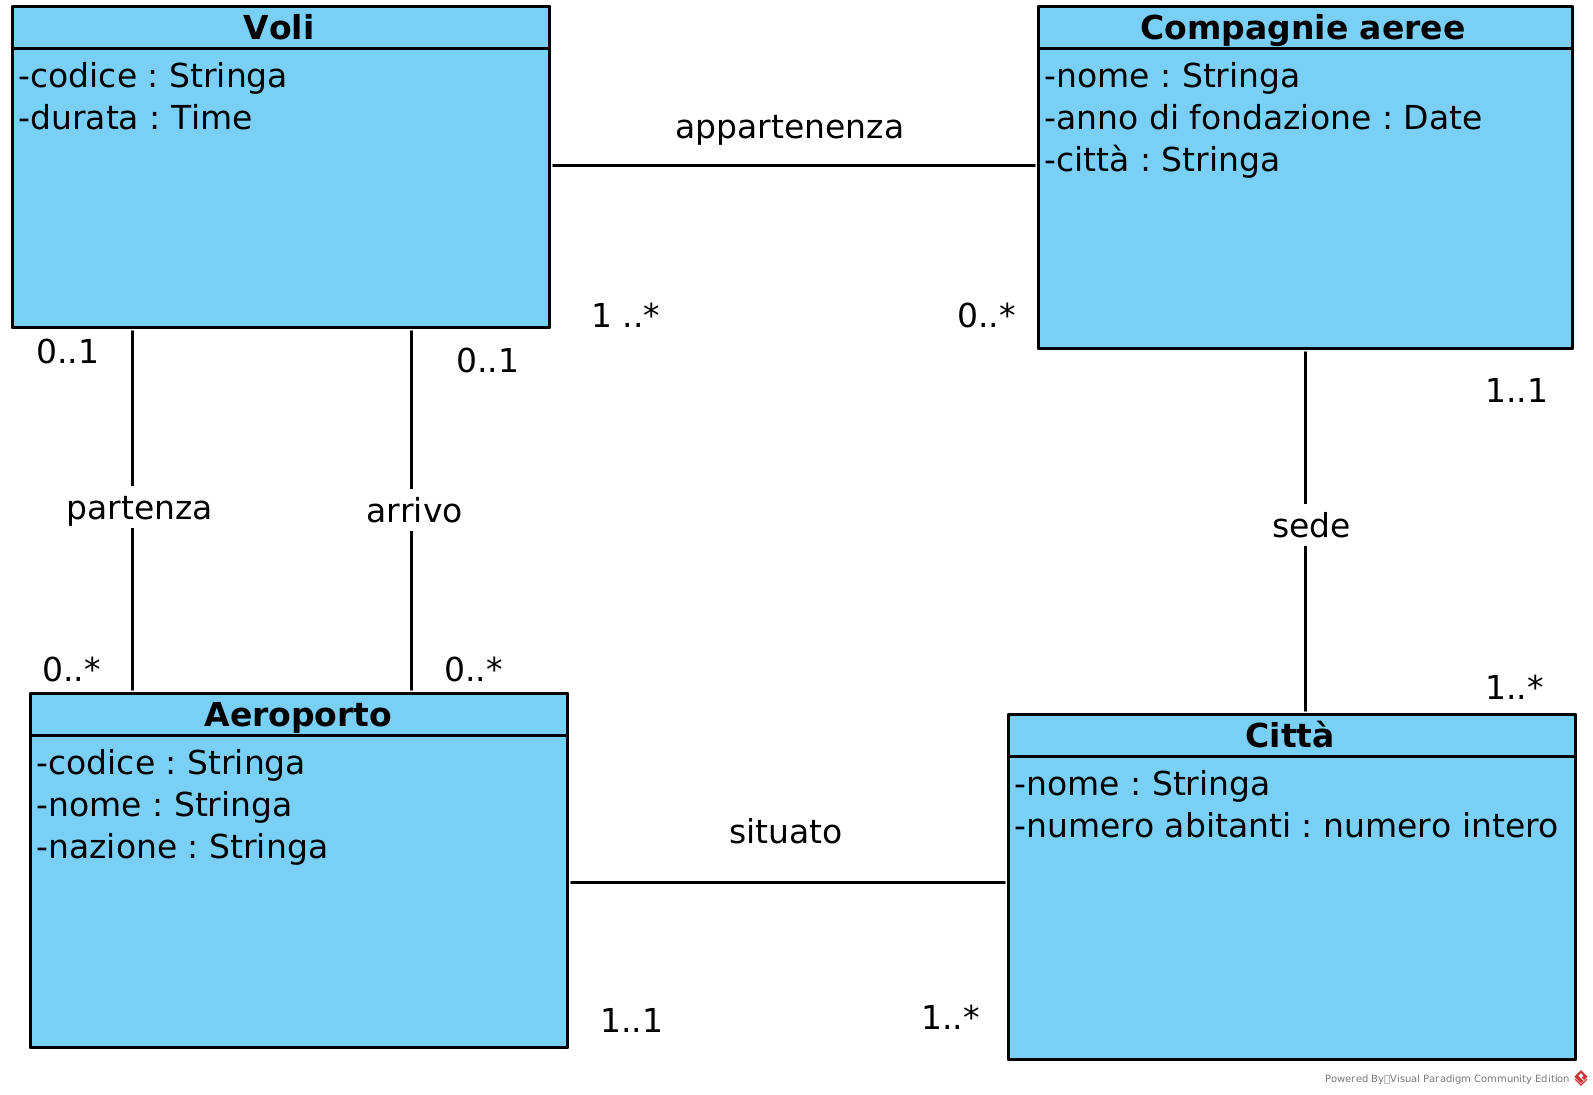 Voli
-codice : Stringa
-durata : Time
appartenenza
1 ..*
0..*
Compagnie aeree
-nome : Stringa
-anno di fondazione : Date
-città : Stringa
0..1
0..1
1..1
partenza
arrivo
sede
0..*
0..*
1..*
Aeroporto
-codice : Stringa
-nome : Stringa
-nazione : Stringa
situato
1..1
1..*
Città
-nome : Stringa
-numero abitanti : numero intero
Powered By Visual Paradigm Community Edition